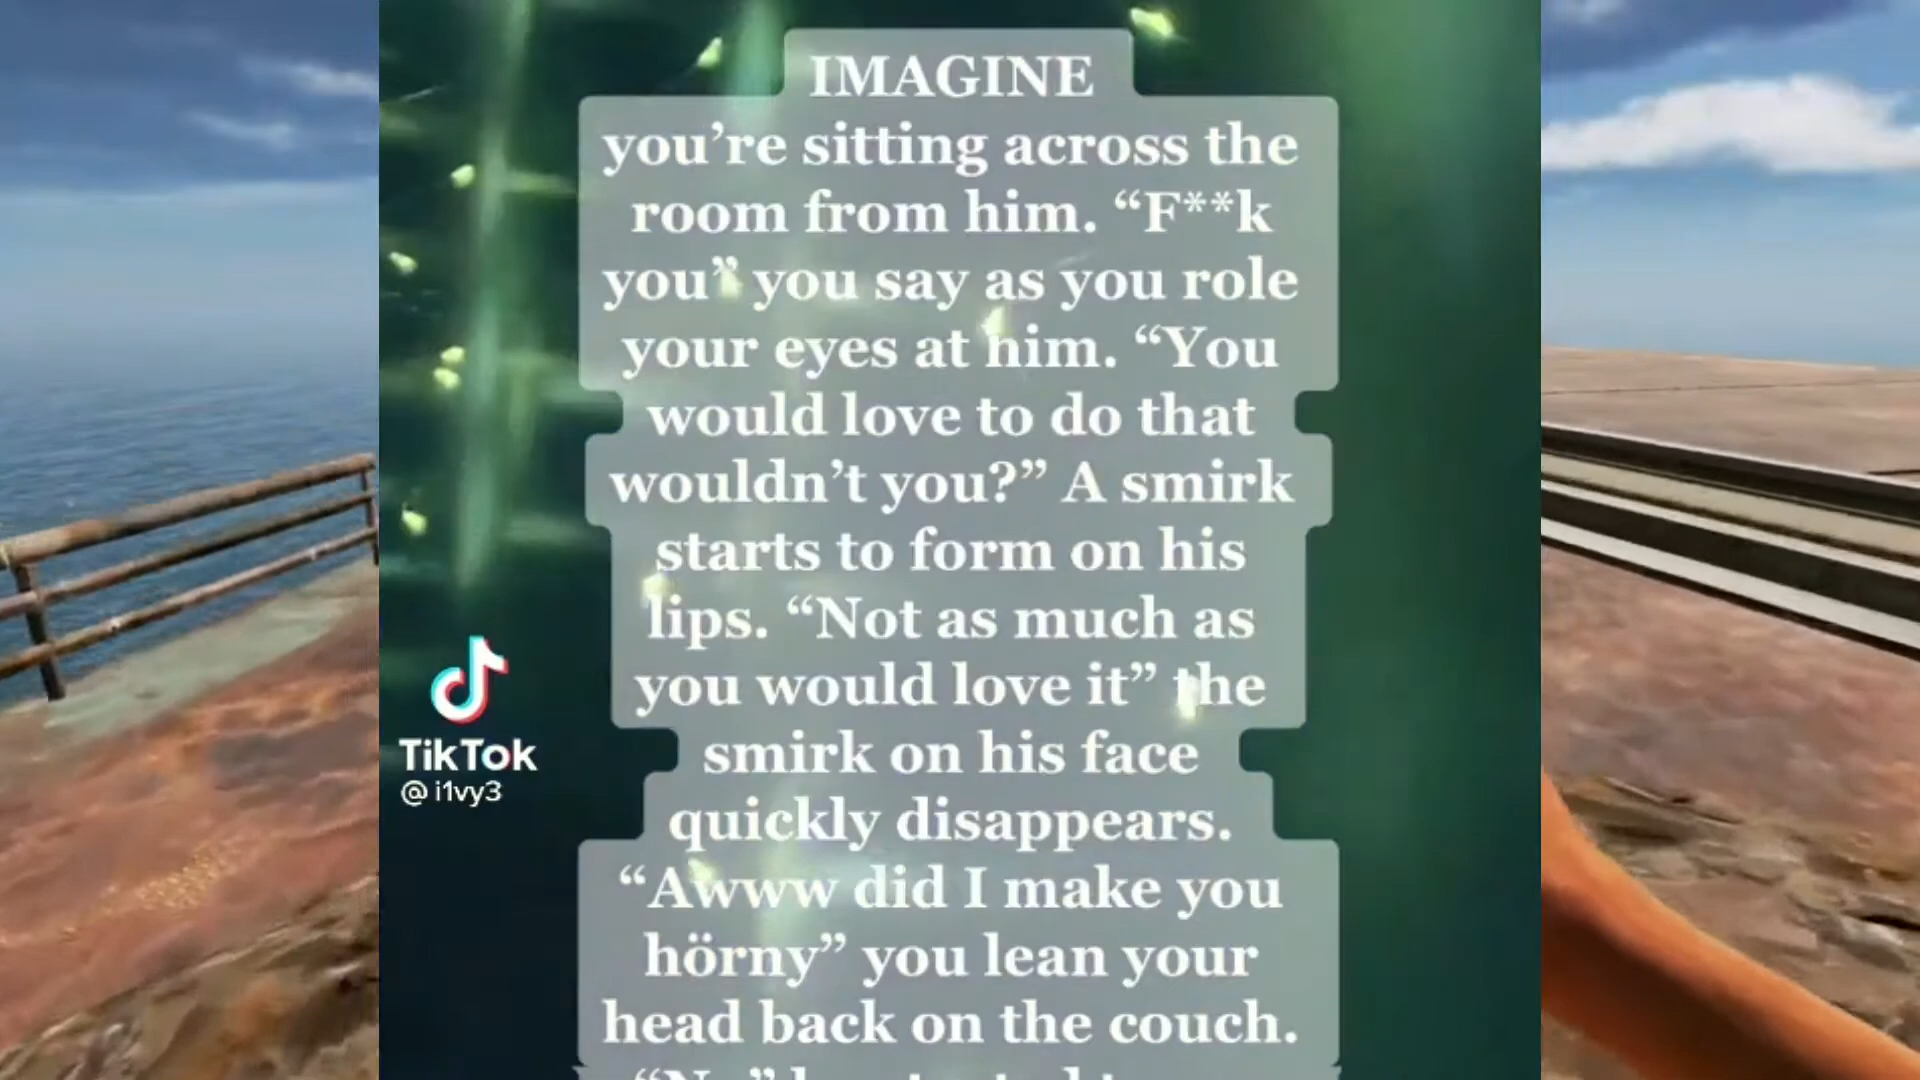 IMAGINE
you’re sitting across the
room from him. “F**k
you” you say as you role
your eyes at him. “You
would love to do that
wouldn’t you?” A smirk
starts to form on his
lips. “Not as much as
you would love it” the
smirk on his face
quickly disappears.
“Awww did I make you
hörny” you lean your
head back on the couch.
TikTok
@i1vy3